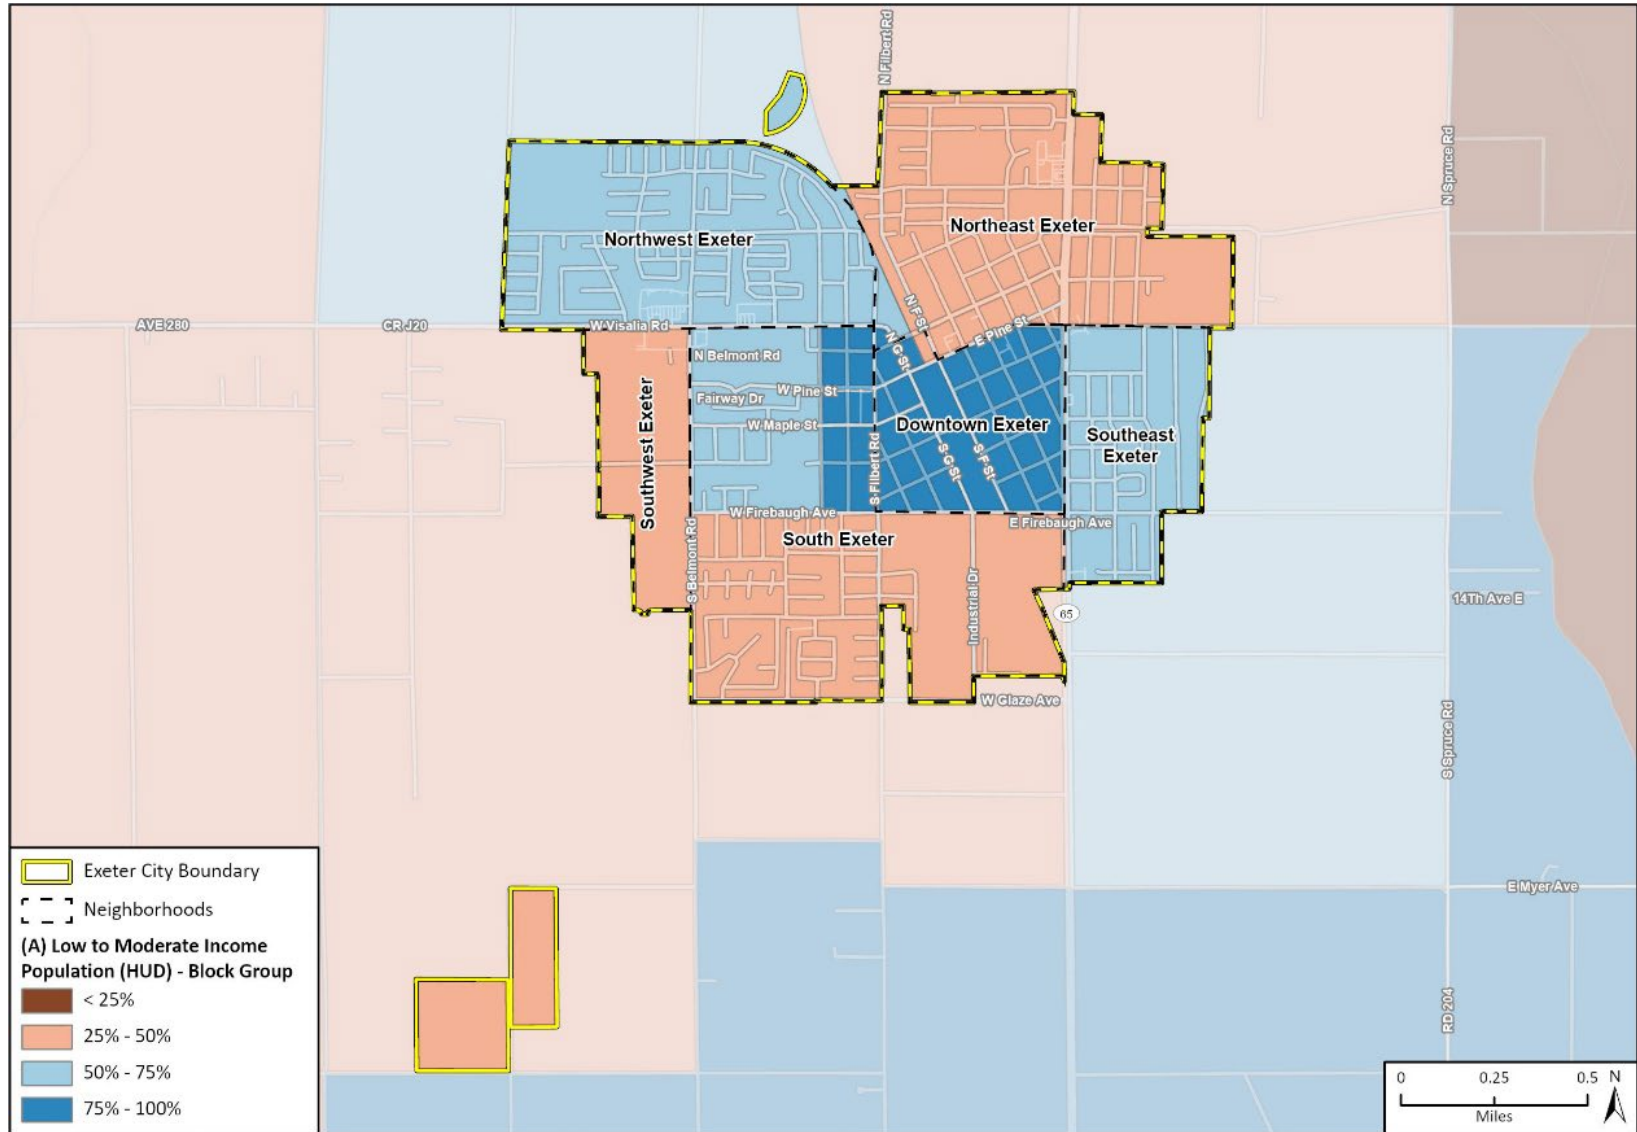 N Filbert Rd
N Spruce Rd
Northeast Exeter
Northwest Exeter
AVE 280
CR J20
W Visalia Rd
N F St
E Pine St
N G St
N Belmont Rd
W Pine St
Fairway Dr
W Maple St
Downtown Exeter
Southeast
Exeter
Southwest Exeter
S Filbert Rd
S G St
S F St
W Firebaugh Ave
E Firebaugh Ave
South Exeter
S Belmont Rd
Industrial Dr
65
14Th Ave E
W Glaze Ave
S Spruce Rd
E Myer Ave
RD 204
Exeter City Boundary
Neighborhoods
(A) Low to Moderate Income
Population (HUD) - Block Group
< 25%
25% - 50%
50% - 75%
75% - 100%
0 0.25 0.5 N
Miles